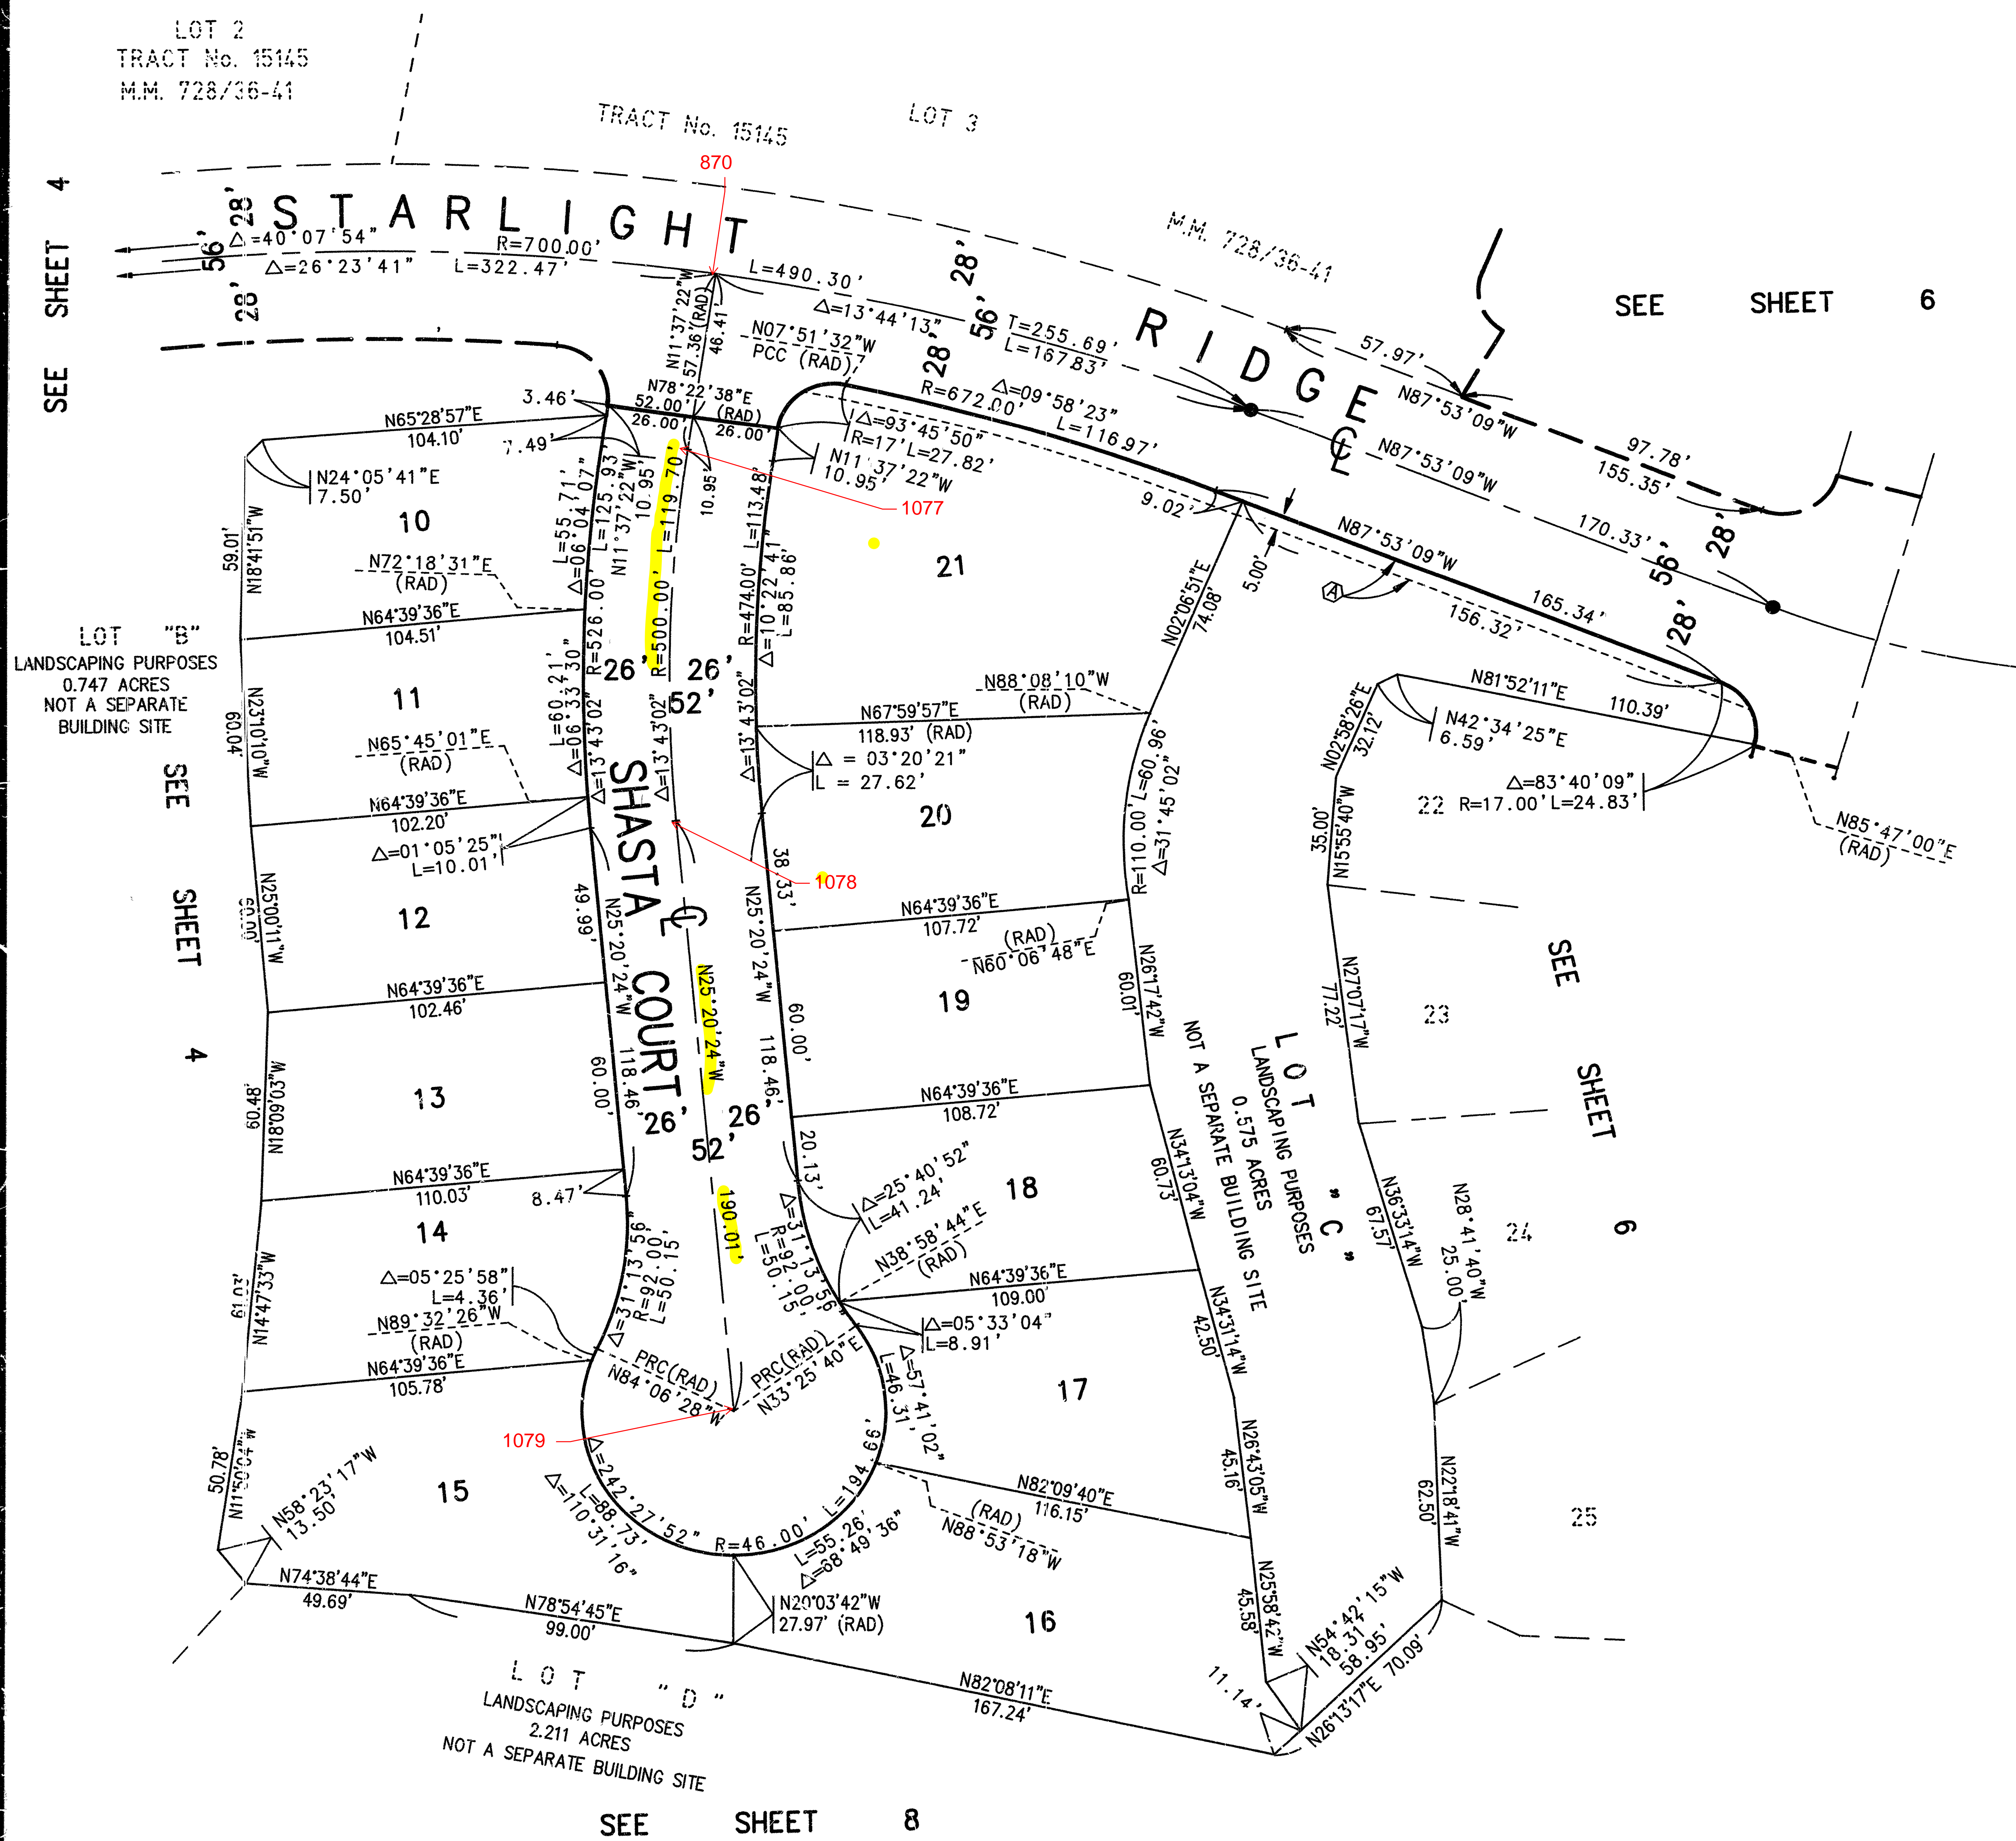 LOT 2
TRACT No. 15145
M.M. 728/36-41
TRACT No. 15145
LOT 3
870
SEE SHEET 4
STARLIGHT
RIDGE
M.M. 728/36-41
SEE SHEET 6
56'
28'
28'
△=40°07'54"
R=700.00'
L=490.30'
△=26°23'41"
L=322.47'
△=13°44'13"
T=255.69'
L=167.83'
28'
56'
28'
N11°37'22"W
57.36'(RAD)
46.41'
N07°51'32"W
PCC (RAD)
57.97'
N87°53'09"W
97.78'
155.35'
℄
N87°53'09"W
170.33'
56'
28'
28'
3.46'
7.49'
N78°22'38"E
52.00'
(RAD)
26.00'
26.00'
R=672.00'
△=09°58'23"
L=116.97'
△=93°45'50"
R=17' L=27.82'
N11°37'22"W
10.95'
1077
9.02'
5.00'
N87°53'09"W
165.34'
A
156.32'
N65°28'57"E
104.10'
N24°05'41"E
7.50'
10
59.01'
N18°41'51"W
L=55.71'
△=06°04'07"
L=125.93'
N11°37'22"W
10.95'
R=500.00' L=119.70'
10.95'
L=113.48'
R=474.00'
△=10°22'41"
L=85.86'
21
N02°06'51"E
74.08'
N72°18'31"E
(RAD)
N64°39'36"E
104.51'
LOT "B"
LANDSCAPING PURPOSES
0.747 ACRES
NOT A SEPARATE
BUILDING SITE
11
60.04'
N23°10'10"W
L=60.21'
△=06°33'30"
R=526.00'
△=13°43'02"
26'
26'
52'
△=13°43'02"
△=13°43'02"
N88°08'10"W
(RAD)
N67°59'57"E
118.93' (RAD)
N65°45'01"E
(RAD)
N64°39'36"E
102.20'
△=01°05'25"
L=10.01'
△ = 03°20'21"
L = 27.62'
20
R=110.00' L=60.96'
△=31°45'02"
1078
N81°52'11"E
110.39'
N42°34'25"E
6.59'
N02°58'26"E
32.12'
△=83°40'09"
22 R=17.00' L=24.83'
N85°47'00"E
(RAD)
35.00'
N15°55'40"W
SEE SHEET 4
SHASTA COURT
℄
12
N25°00'11"W
49.99'
N25°20'24"W
118.46'
38.33'
N25°20'24"W
118.46'
N64°39'36"E
107.72'
(RAD)
N60°06'48"E
N64°39'36"E
102.46'
N25°20'24"W
19
60.00'
N26°17'42"W
60.01'
N27°07'17"W
77.22'
23
SEE SHEET 6
13
60.48'
N18°09'03"W
60.00'
26'
26'
52'
N64°39'36"E
108.72'
LOT "C"
LANDSCAPING PURPOSES
0.575 ACRES
NOT A SEPARATE BUILDING SITE
N64°39'36"E
110.03'
8.47'
20.13'
190.01'
18
N34°13'04"W
60.73'
N36°33'14"W
67.57'
24
N28°41'40"W
25.00'
14
N14°47'33"W
△=31°13'56"
R=92.00'
L=50.15'
△=31°13'56"
R=92.00'
L=50.15'
△=25°40'52"
L=41.24'
N38°58'44"E
(RAD)
N64°39'36"E
109.00'
△=05°25'58"
L=4.36'
N89°32'26"W
(RAD)
N64°39'36"E
105.78'
△=05°33'04"
L=8.91'
PRC(RAD)
N84°06'28"W
PRC(RAD)
N33°25'40"E
△=57°41'02"
L=46.31'
17
N34°31'14"W
42.50'
1079
50.78'
N58°23'17"W
13.50'
15
△=242°27'52" R=46.00' L=194.66'
L=88.73'
△=110°31'16"
L=55.26'
△=68°49'36"
N82°09'40"E
116.15'
(RAD)
N88°53'18"W
N26°43'05"W
45.16'
N22°18'41"W
62.50'
25
N74°38'44"E
49.69'
N78°54'45"E
99.00'
N20°03'42"W
27.97' (RAD)
16
N25°58'42"W
45.58'
N54°42'15"W
18.31'
58.95'
N26°13'17"E 70.09'
11.14'
N82°08'11"E
167.24'
LOT "D"
LANDSCAPING PURPOSES
2.211 ACRES
NOT A SEPARATE BUILDING SITE
SEE SHEET 8